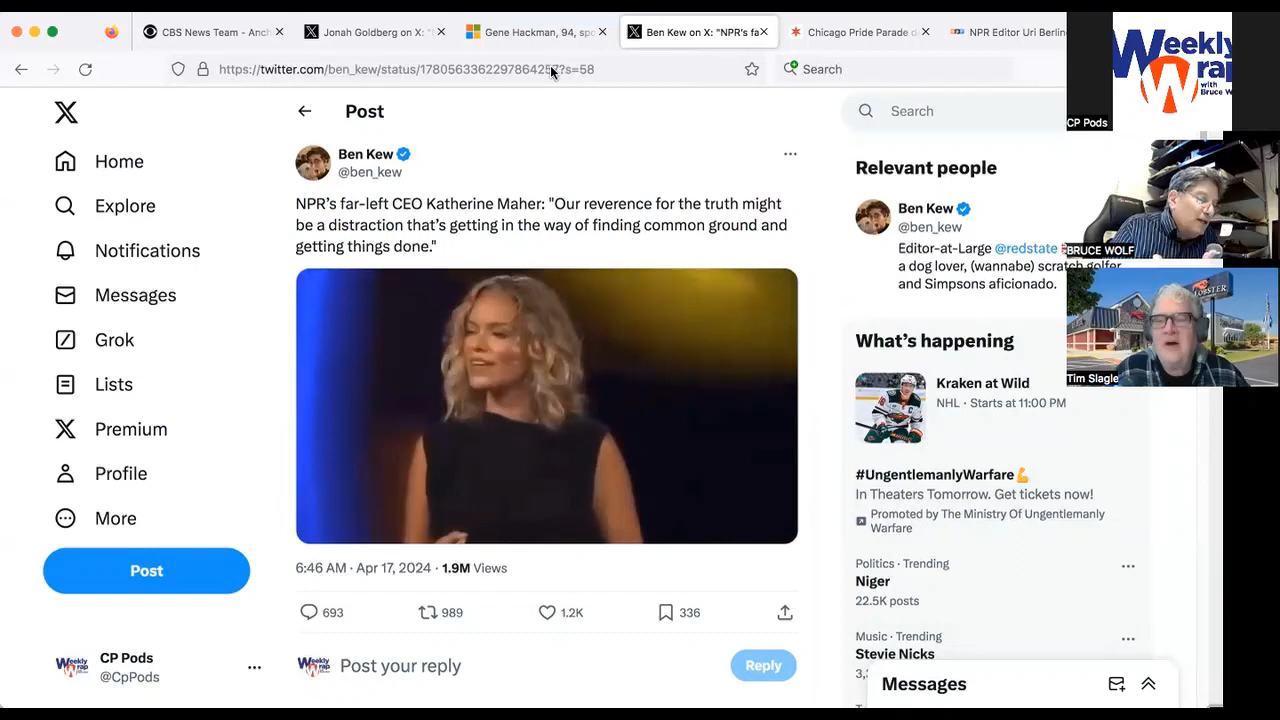 CBS News Team - Anch
Jonah Goldberg on X: "
Gene Hackman, 94, spo
Ben Kew on X: "NPR's fa
Chicago Pride Parade d
NPR Editor Uri Berlin
Search
Post
Home
Explore
Notifications
Messages
Grok
Lists
Premium
Profile
More
Post
CP Pods
@CpPods
Ben Kew
@ben_kew
NPR's far-left CEO Katherine Maher: "Our reverence for the truth might
be a distraction that's getting in the way of finding common ground and
getting things done."
6:46 AM · Apr 17, 2024 · 1.9M Views
693
989
1.2K
336
Weekly Wrap
Post your reply
Reply
Search
Relevant people
Ben Kew
@ben_kew
Editor-at-Large @redstate
a dog lover, (wannabe) scratch golfer
and Simpsons aficionado.
What's happening
Kraken at Wild
NHL · Starts at 11:00 PM
#UngentlemanlyWarfare
In Theaters Tomorrow. Get tickets now!
Promoted by The Ministry Of Ungentlemanly
Warfare
Politics · Trending
Niger
22.5K posts
Music · Trending
Stevie Nicks
Messages
Weekly
Wrap
with
Bruce W
CP Pods
BRUCE WOLF
LOBSTER
Tim Slagle